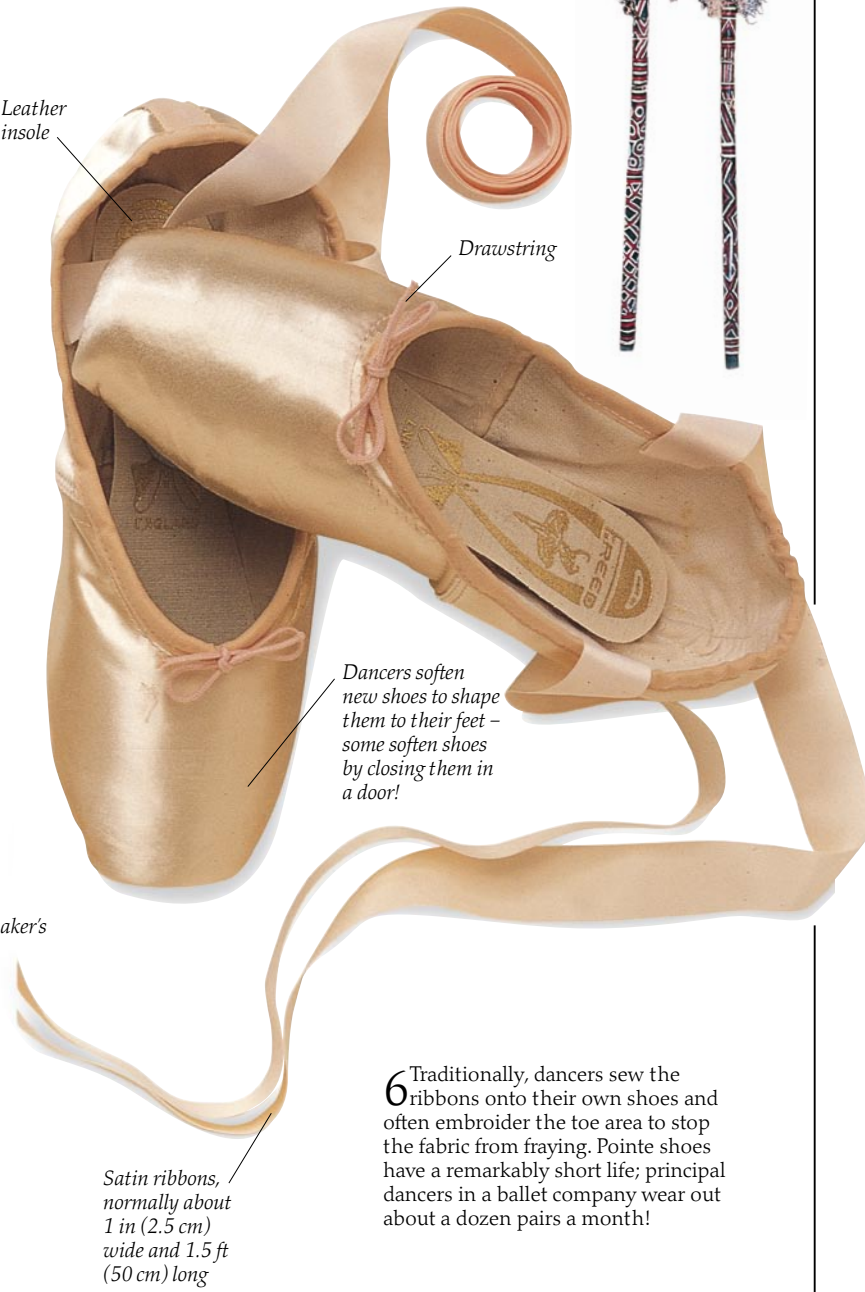 Leather
insole
Drawstring
ENGLAND
FREED
Dancers soften
new shoes to shape
them to their feet –
some soften shoes
by closing them in
a door!
aker's
6 Traditionally, dancers sew the
ribbons onto their own shoes and
often embroider the toe area to stop
the fabric from fraying. Pointe shoes
have a remarkably short life; principal
dancers in a ballet company wear out
about a dozen pairs a month!
Satin ribbons,
normally about
1 in (2.5 cm)
wide and 1.5 ft
(50 cm) long